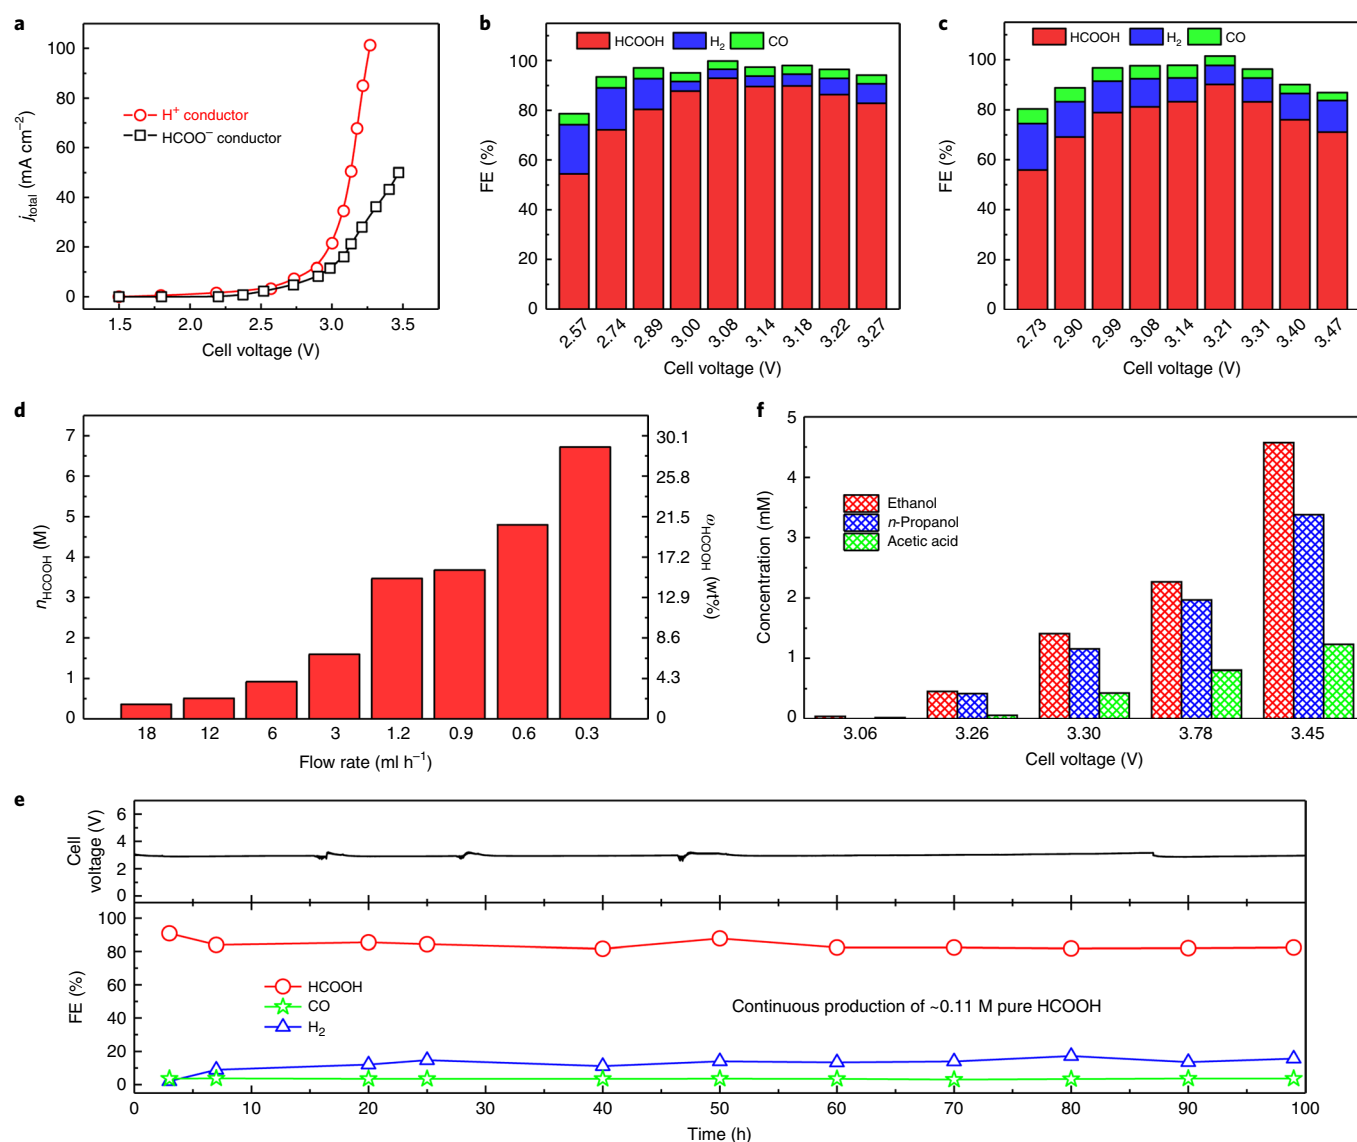 a
100
80
60
40
20
0
j total (mA cm−2)
H+ conductor
HCOO− conductor
1.5 2.0 2.5 3.0 3.5
Cell voltage (V)
b
HCOOH H2 CO
100
80
60
40
20
0
FE (%)
2.57 2.74 2.89 3.00 3.08 3.14 3.18 3.22 3.27
Cell voltage (V)
c
HCOOH H2 CO
100
80
60
40
20
0
FE (%)
2.73 2.90 2.99 3.08 3.14 3.21 3.31 3.40 3.47
Cell voltage (V)
d
7
6
5
4
3
2
1
0
nHCOOH (M)
30.1
25.8
21.5
17.2
12.9
8.6
4.3
0
ωHCOOH (wt%)
18 12 6 3 1.2 0.9 0.6 0.3
Flow rate (ml h−1)
f
5
4
3
2
1
0
Concentration (mM)
Ethanol
n-Propanol
Acetic acid
3.06 3.26 3.30 3.78 3.45
Cell voltage (V)
e
6
4
2
0
Cell
voltage (V)
100
80
60
40
20
0
FE (%)
HCOOH
CO
H2
Continuous production of ~0.11 M pure HCOOH
0 10 20 30 40 50 60 70 80 90 100
Time (h)